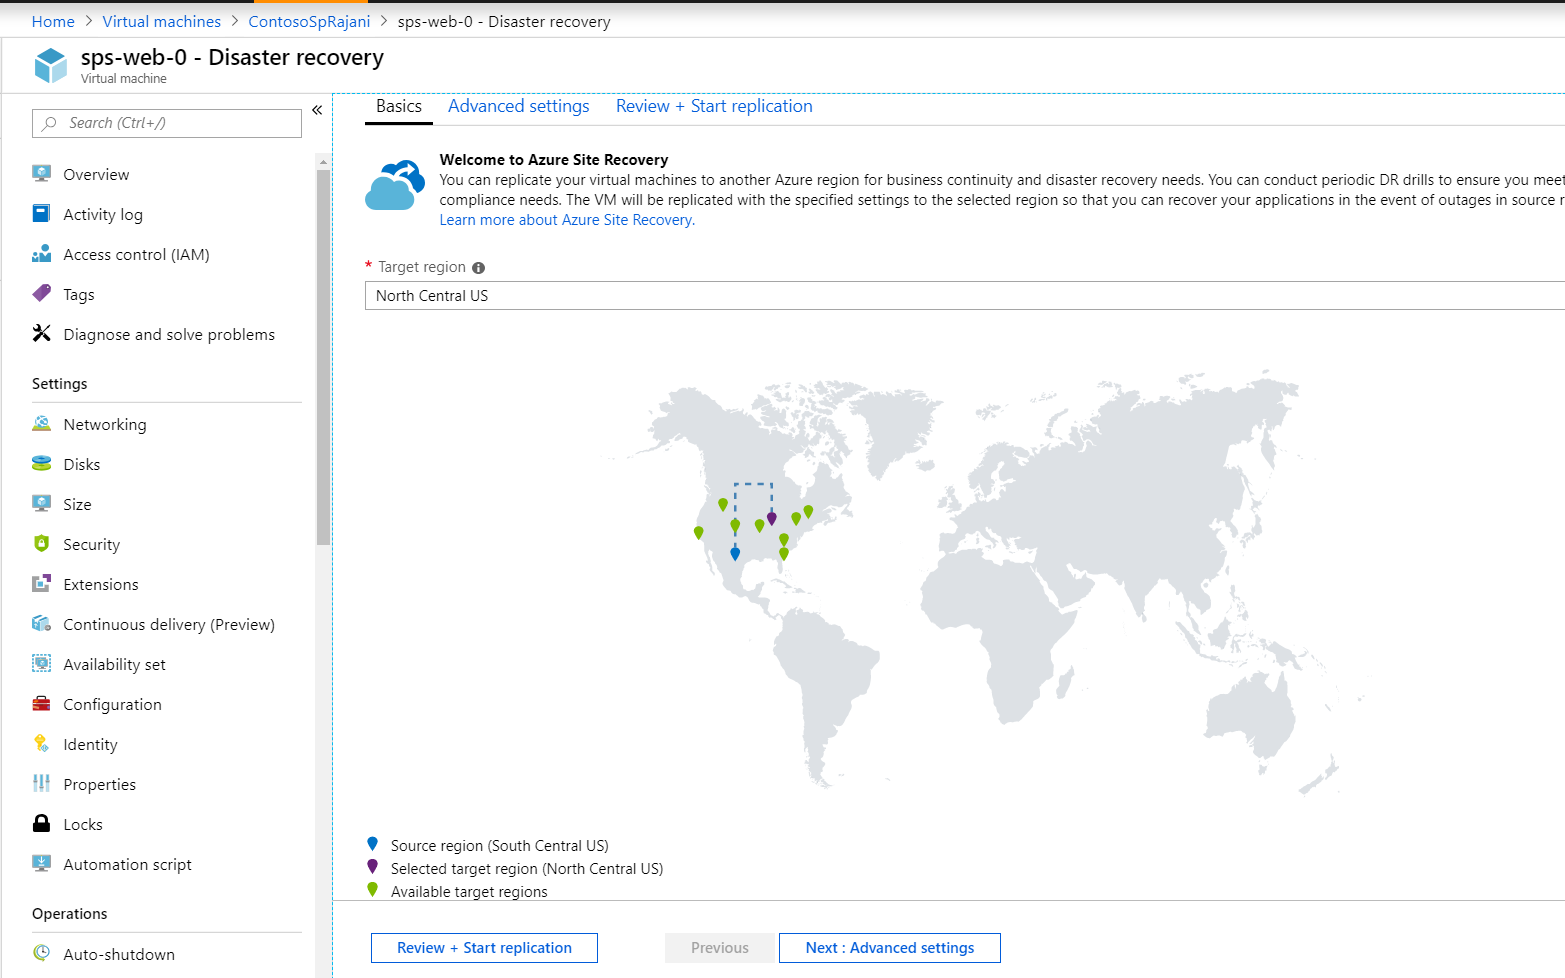 Home > Virtual machines > ContosoSpRajani > sps-web-0 - Disaster recovery
sps-web-0 - Disaster recovery
Virtual machine
Search (Ctrl+/)
«
Overview
Activity log
Access control (IAM)
Tags
Diagnose and solve problems
Settings
Networking
Disks
Size
Security
Extensions
Continuous delivery (Preview)
Availability set
Configuration
Identity
Properties
Locks
Automation script
Operations
Auto-shutdown
Basics Advanced settings Review + Start replication
Welcome to Azure Site Recovery
You can replicate your virtual machines to another Azure region for business continuity and disaster recovery needs. You can conduct periodic DR drills to ensure you meet
compliance needs. The VM will be replicated with the specified settings to the selected region so that you can recover your applications in the event of outages in source r
Learn more about Azure Site Recovery.
* Target region
North Central US
Source region (South Central US)
Selected target region (North Central US)
Available target regions
Review + Start replication Previous Next : Advanced settings